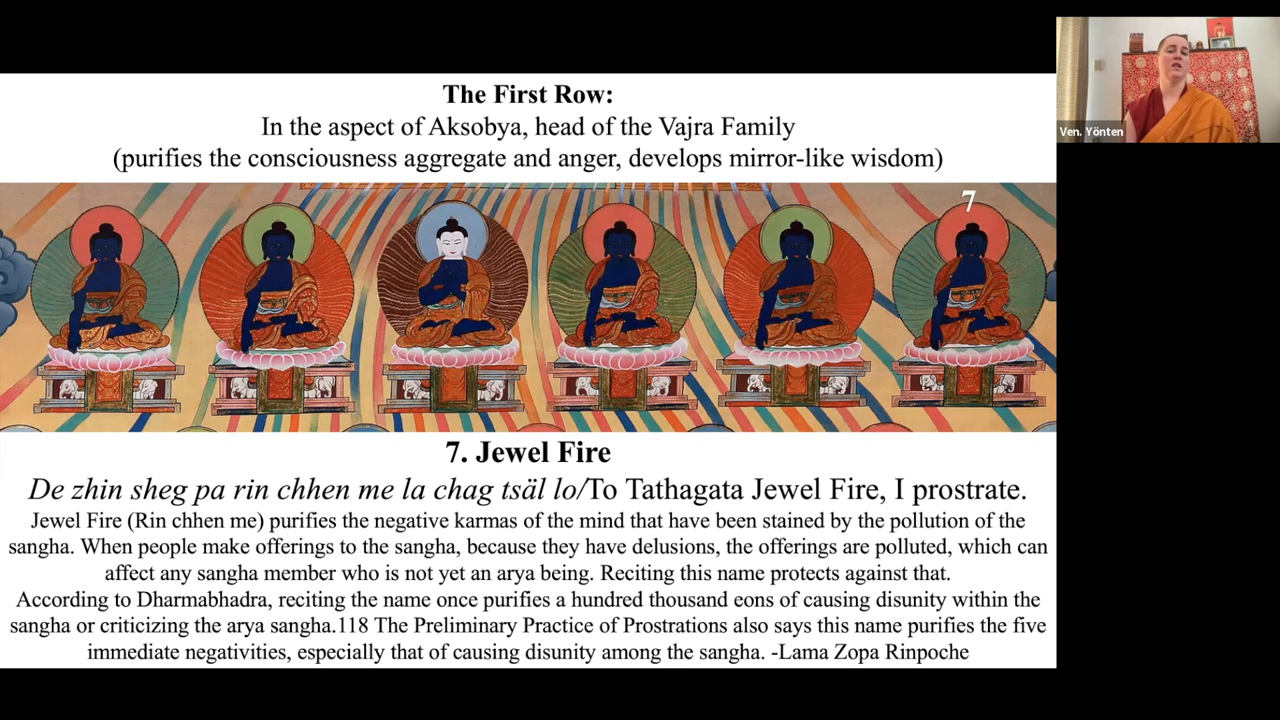 The First Row:
In the aspect of Aksobya, head of the Vajra Family
(purifies the consciousness aggregate and anger, develops mirror-like wisdom)
7
7. Jewel Fire
De zhin sheg pa rin chhen me la chag tsäl lo/To Tathagata Jewel Fire, I prostrate.
Jewel Fire (Rin chhen me) purifies the negative karmas of the mind that have been stained by the pollution of the
sangha. When people make offerings to the sangha, because they have delusions, the offerings are polluted, which can
affect any sangha member who is not yet an arya being. Reciting this name protects against that.
According to Dharmabhadra, reciting the name once purifies a hundred thousand eons of causing disunity within the
sangha or criticizing the arya sangha.118 The Preliminary Practice of Prostrations also says this name purifies the five
immediate negativities, especially that of causing disunity among the sangha. -Lama Zopa Rinpoche
Ven. Yönten